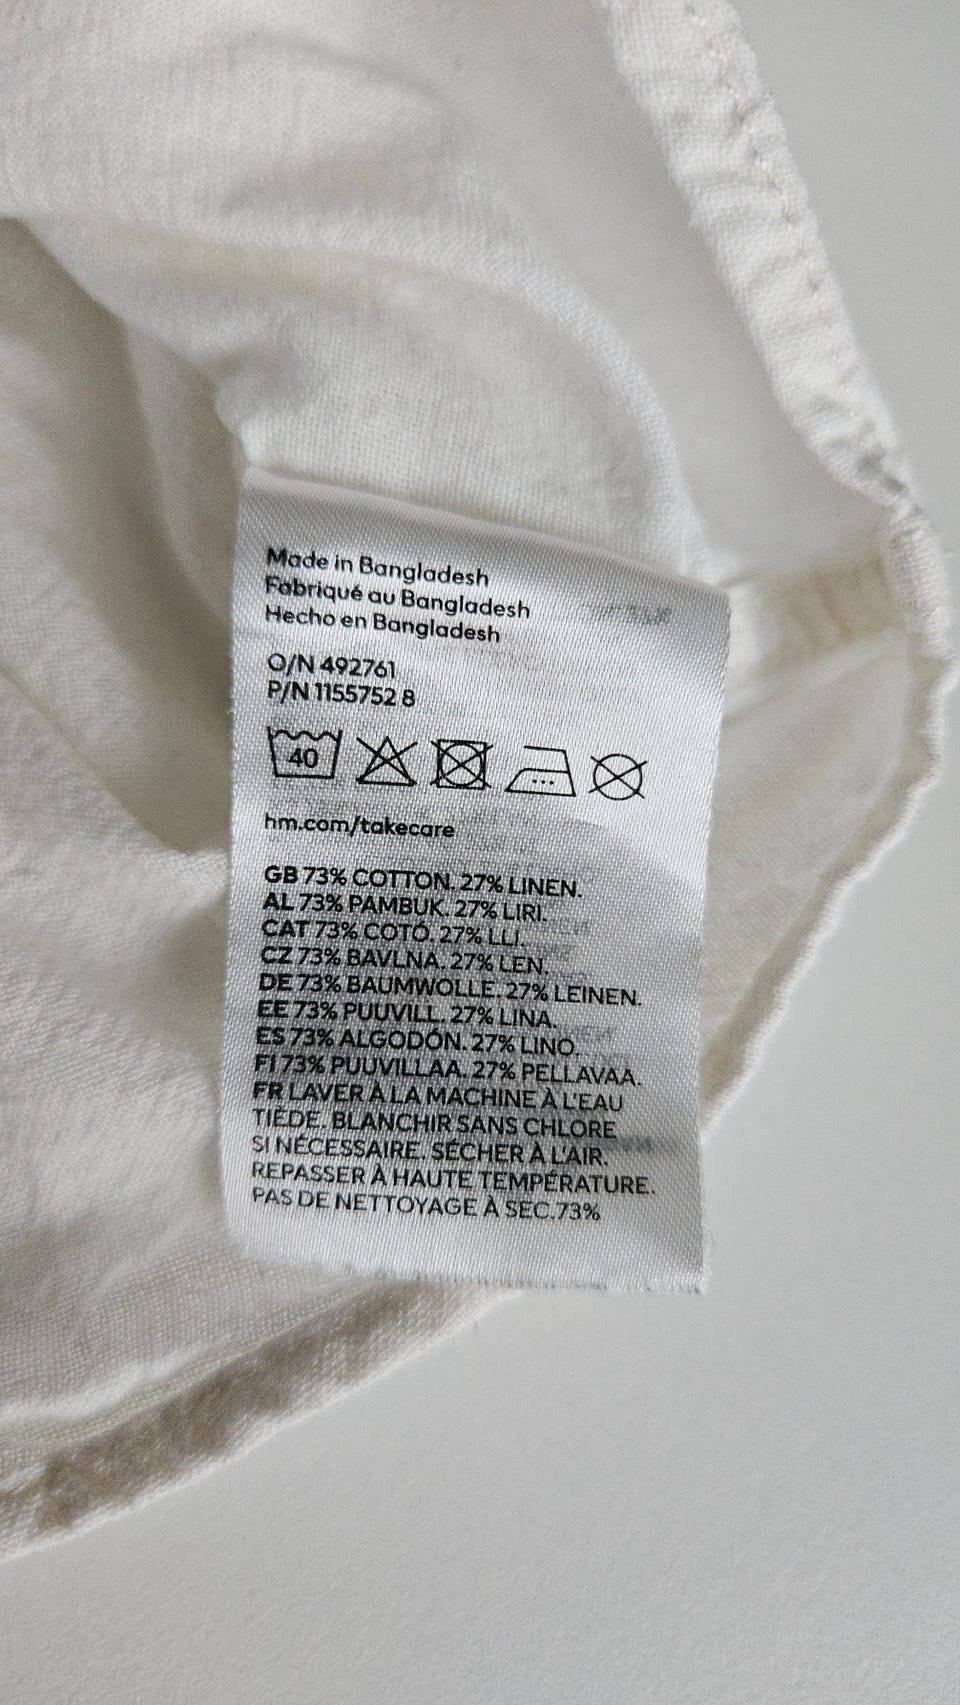 Made in Bangladesh
Fabriqué au Bangladesh
Hecho en Bangladesh
O/N 492761
P/N 1155752 8
40
hm.com/takecare
GB 73% COTTON. 27% LINEN.
AL 73% PAMBUK. 27% LIRI.
CAT 73% COTÓ. 27% LLI.
CZ 73% BAVLNA. 27% LEN.
DE 73% BAUMWOLLE. 27% LEINEN.
EE 73% PUUVILL. 27% LINA.
ES 73% ALGODÓN. 27% LINO.
FI 73% PUUVILLAA. 27% PELLAVAA.
FR LAVER À LA MACHINE À L'EAU
TIÈDE. BLANCHIR SANS CHLORE
SI NÉCESSAIRE. SÉCHER À L'AIR.
REPASSER À HAUTE TEMPÉRATURE.
PAS DE NETTOYAGE À SEC.73%